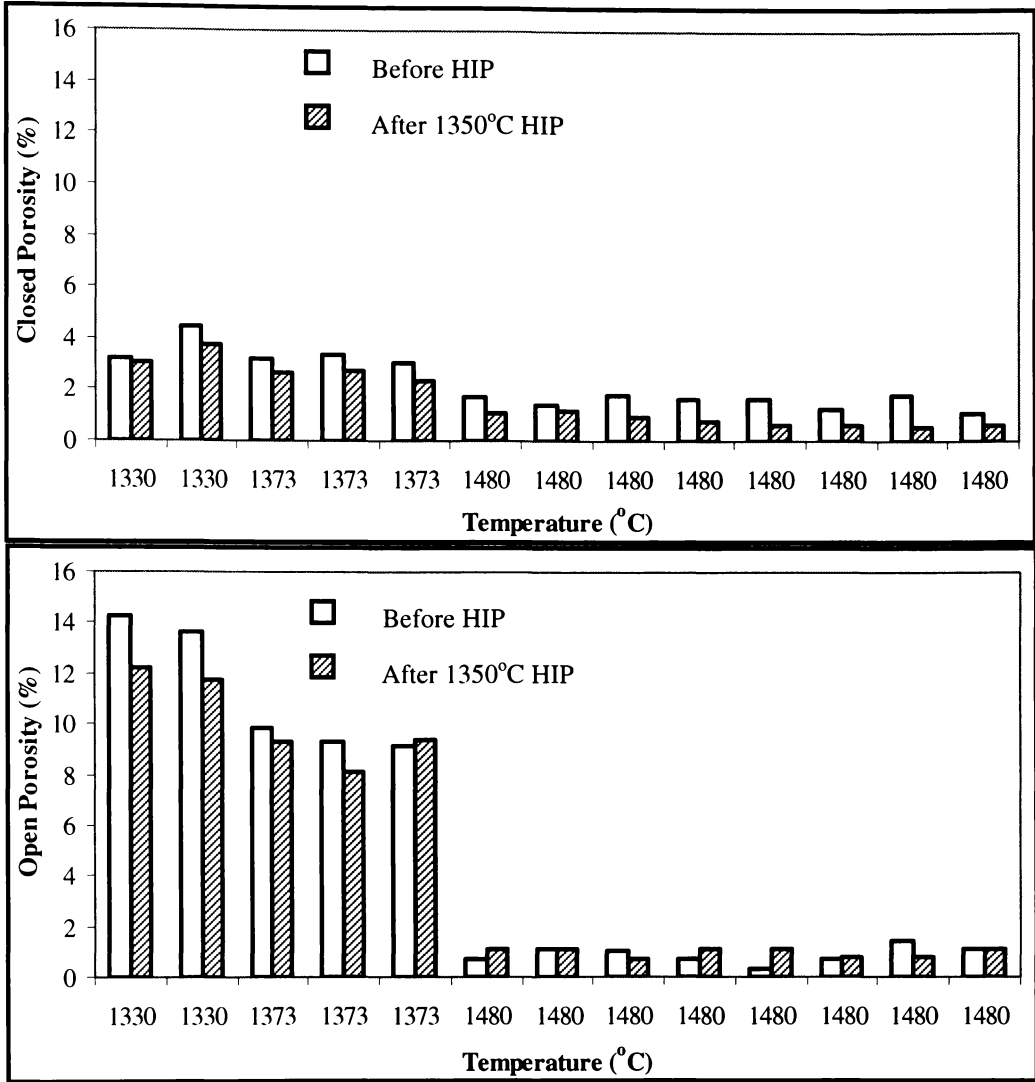 16
14
12
10
8
6
4
2
0
Closed Porosity (%)
Before HIP
After 1350°C HIP
1330 1330 1373 1373 1373 1480 1480 1480 1480 1480 1480 1480 1480
Temperature (°C)
16
14
12
10
8
6
4
2
0
Open Porosity (%)
Before HIP
After 1350°C HIP
1330 1330 1373 1373 1373 1480 1480 1480 1480 1480 1480 1480 1480
Temperature (°C)